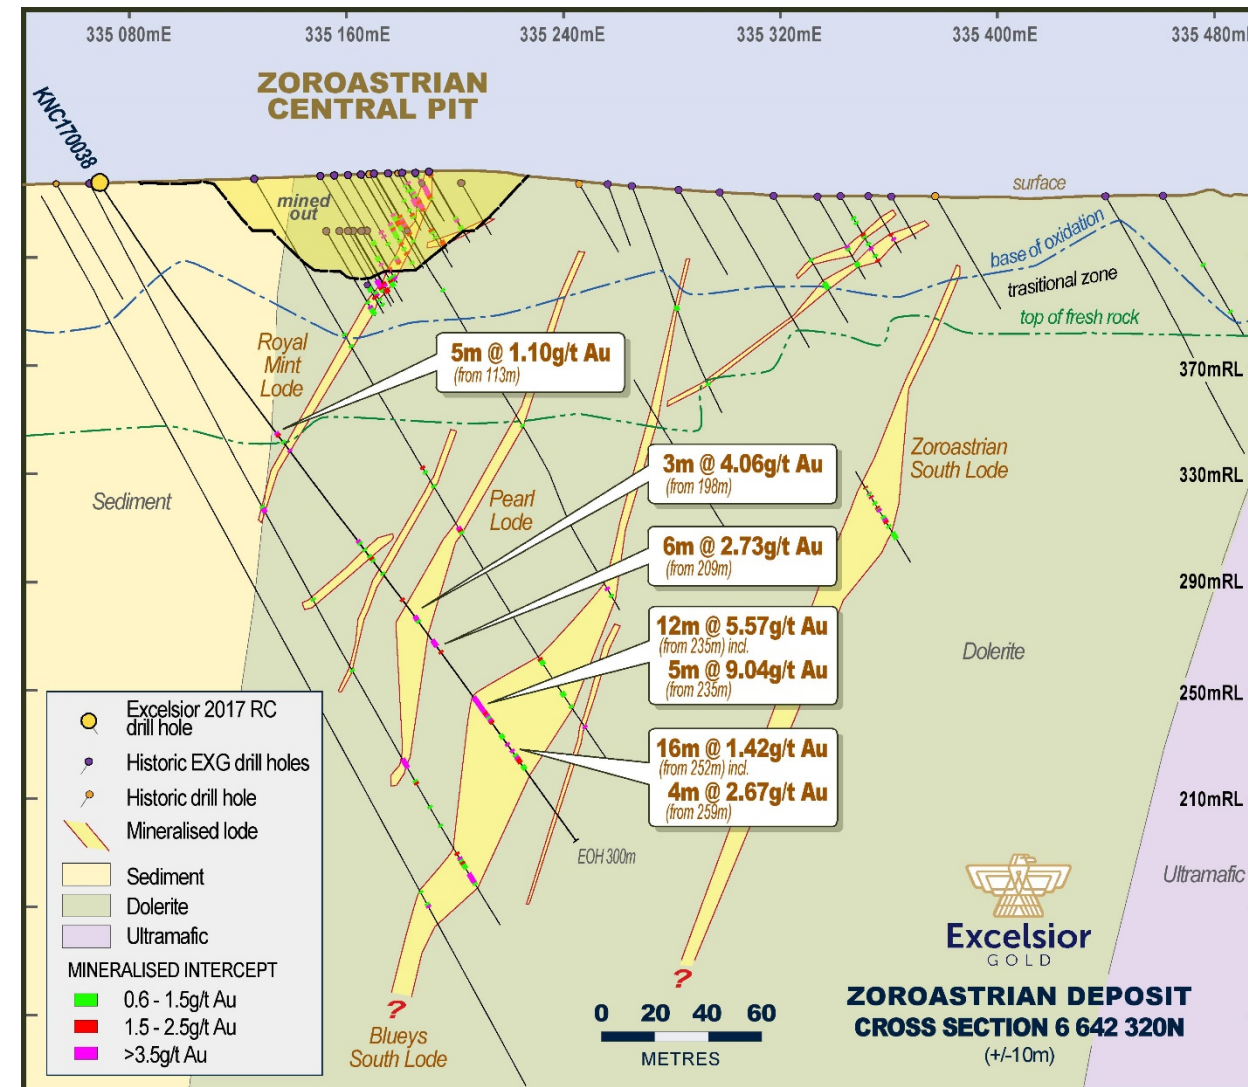 335 080mE 335 160mE 335 240mE 335 320mE 335 400mE 335 480mE
ZOROASTRIAN
CENTRAL PIT
KNC170038
surface
mined
out
base of oxidation
trasitional zone
top of fresh rock
Royal
Mint
Lode
5m @ 1.10g/t Au
(from 113m)
370mRL
Zoroastrian
South Lode
3m @ 4.06g/t Au
(from 198m)
330mRL
Sediment
Pearl
Lode
6m @ 2.73g/t Au
(from 209m)
290mRL
12m @ 5.57g/t Au
(from 235m) incl.
5m @ 9.04g/t Au
(from 235m)
Dolerite
250mRL
16m @ 1.42g/t Au
(from 252m) incl.
4m @ 2.67g/t Au
(from 259m)
210mRL
EOH 300m
Ultramafic
Excelsior 2017 RC
drill hole
Historic EXG drill holes
Historic drill hole
Mineralised lode
Sediment
Dolerite
Ultramafic
MINERALISED INTERCEPT
0.6 - 1.5g/t Au
1.5 - 2.5g/t Au
>3.5g/t Au
?
Blueys
South Lode
?
0 20 40 60
METRES
Excelsior
GOLD
ZOROASTRIAN DEPOSIT
CROSS SECTION 6 642 320N
(+/-10m)